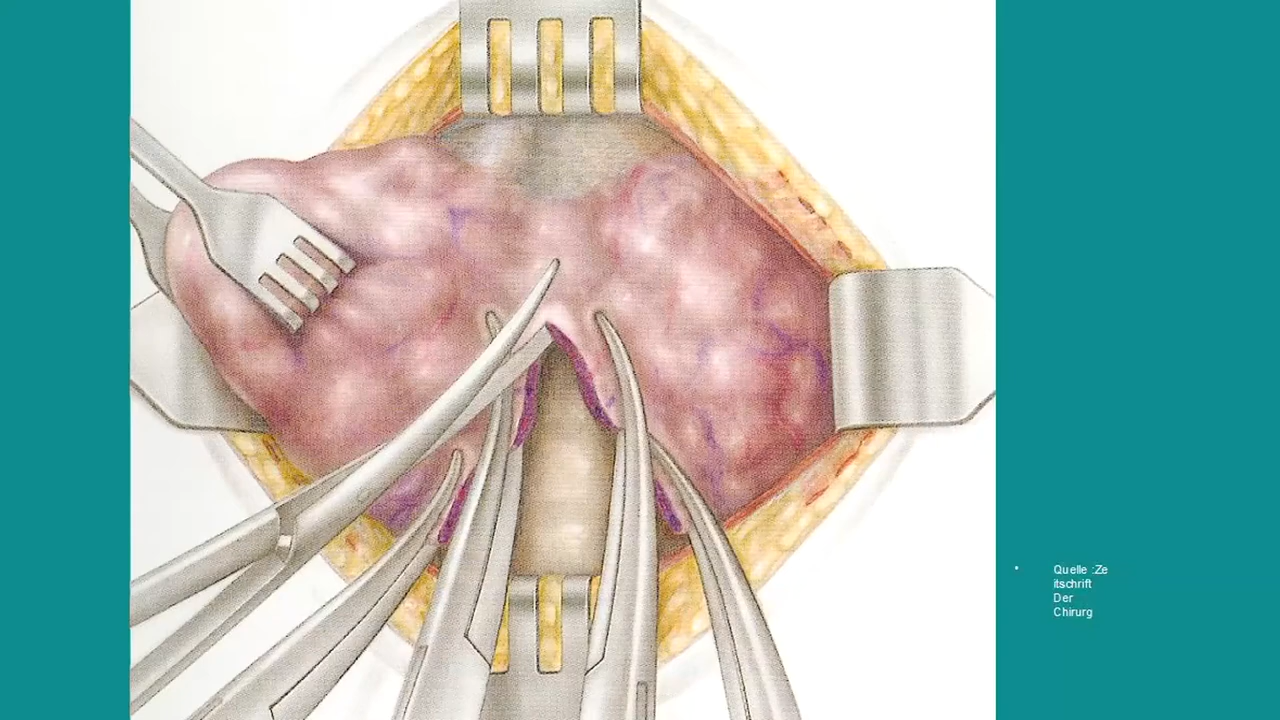 • Quelle :Ze
itschrift
Der
Chirurg